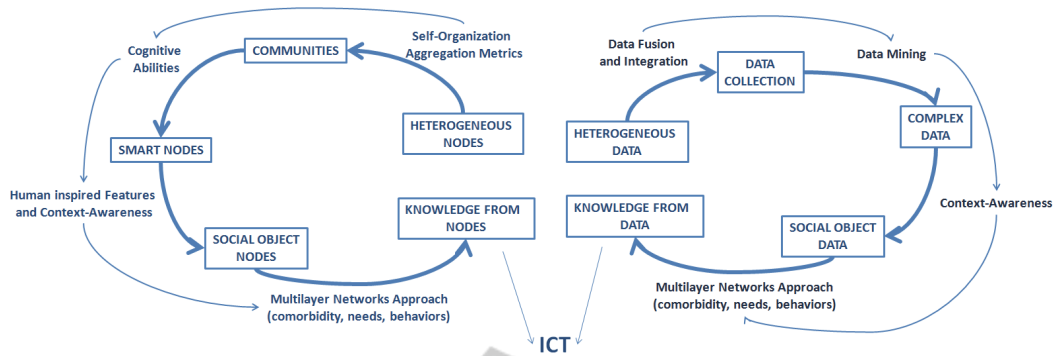 Self-Organization
Aggregation Metrics
COMMUNITIES
Cognitive
Abilities
HETEROGENEOUS
NODES
SMART NODES
Human inspired Features
and Context-Awareness
KNOWLEDGE FROM
NODES
SOCIAL OBJECT
NODES
Multilayer Networks Approach
(comorbidity, needs, behaviors)
Data Fusion
and Integration
DATA
COLLECTION
Data Mining
COMPLEX
DATA
HETEROGENEOUS
DATA
Context-Awareness
KNOWLEDGE FROM
DATA
SOCIAL OBJECT
DATA
Multilayer Networks Approach
(comorbidity, needs, behaviors)
ICT